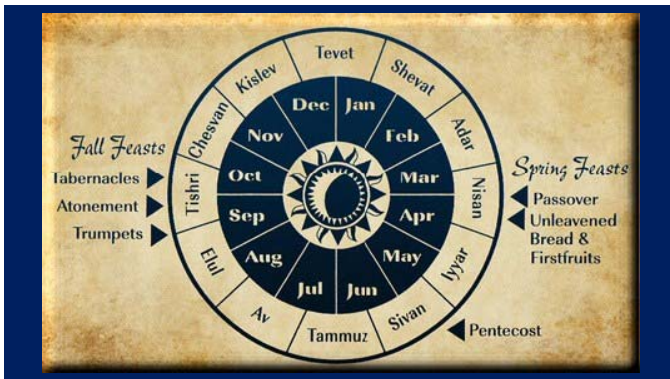 Fall Feasts
Tabernacles
Atonement
Trumpets
Tevet
Shevat
Adar
Nisan
Iyyar
Sivan
Tammuz
Av
Elul
Tishri
Chesvan
Kislev
Jan
Feb
Mar
Apr
May
Jun
Jul
Aug
Sep
Oct
Nov
Dec
Spring Feasts
Passover
Unleavened
Bread &
Firstfruits
Pentecost